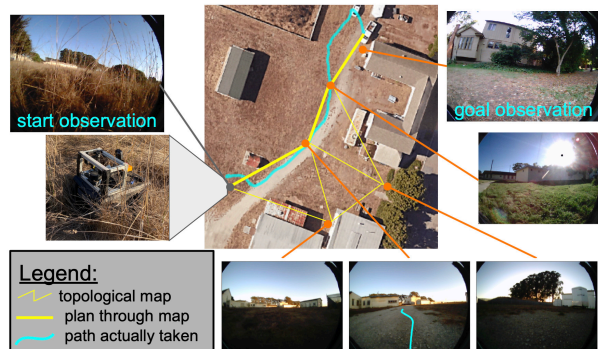 start observation
goal observation
Legend:
topological map
plan through map
path actually taken